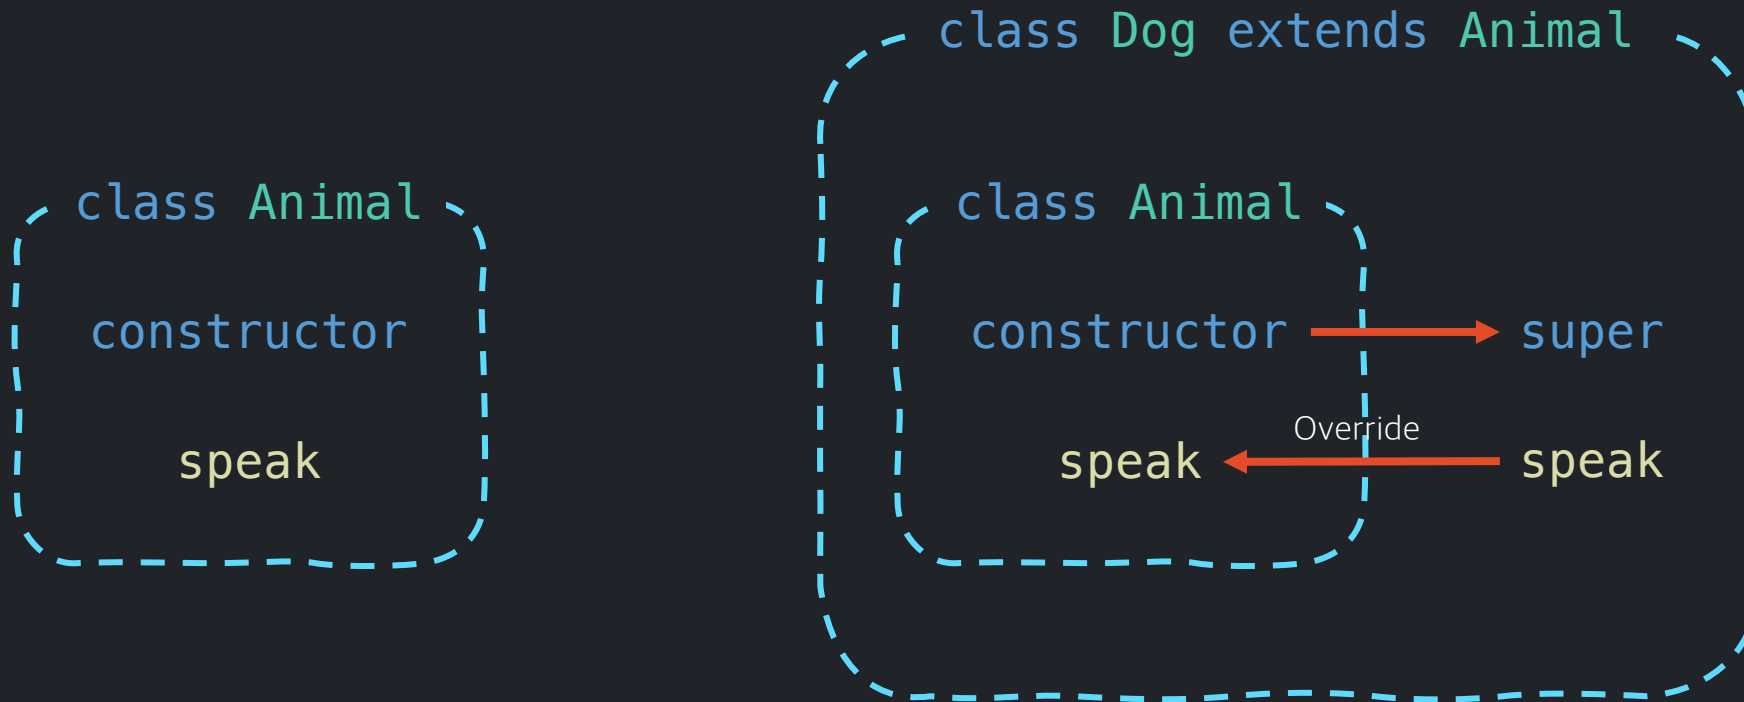 class Animal
constructor
speak
class Dog extends Animal
class Animal
constructor super
Override
speak speak